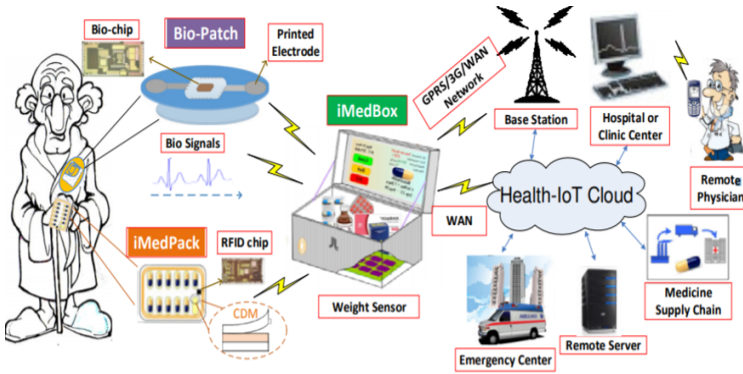 Bio-chip
Bio-Patch
Printed
Electrode
iMedBox
GPRS/3G/WAN
Network
Base Station
Hospital or
Clinic Center
Remote
Physician
Bio Signals
Health-IoT Cloud
WAN
iMedPack
RFID chip
CDM
Weight Sensor
Emergency Center
Remote Server
Medicine
Supply Chain